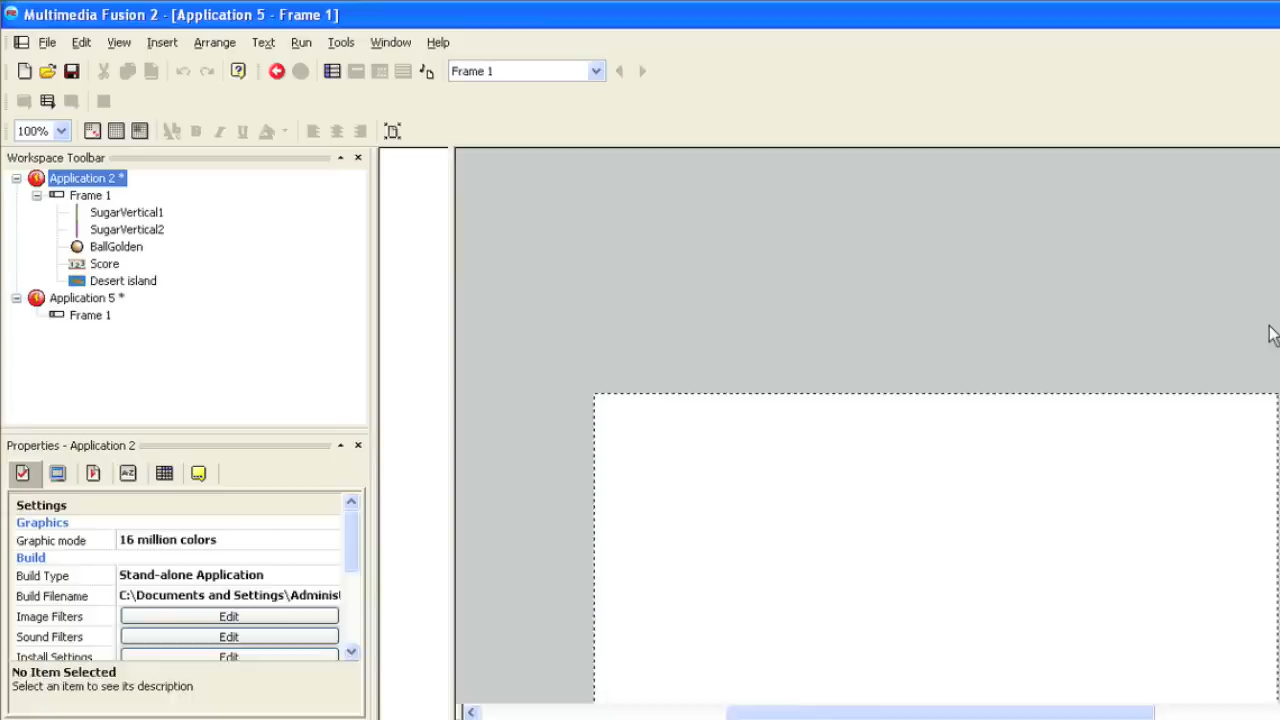 Multimedia Fusion 2 - [Application 5 - Frame 1]
File Edit View Insert Arrange Text Run Tools Window Help
Frame 1
100% B I U A
Workspace Toolbar
Application 2 *
Frame 1
SugarVertical1
SugarVertical2
BallGolden
123 Score
Desert island
Application 5 *
Frame 1
Properties - Application 2
Settings
Graphics
Graphic mode 16 million colors
Build
Build Type Stand-alone Application
Build Filename C:\Documents and Settings\Adminis
Image Filters Edit
Sound Filters Edit
Install Settings Edit
No Item Selected
Select an item to see its description